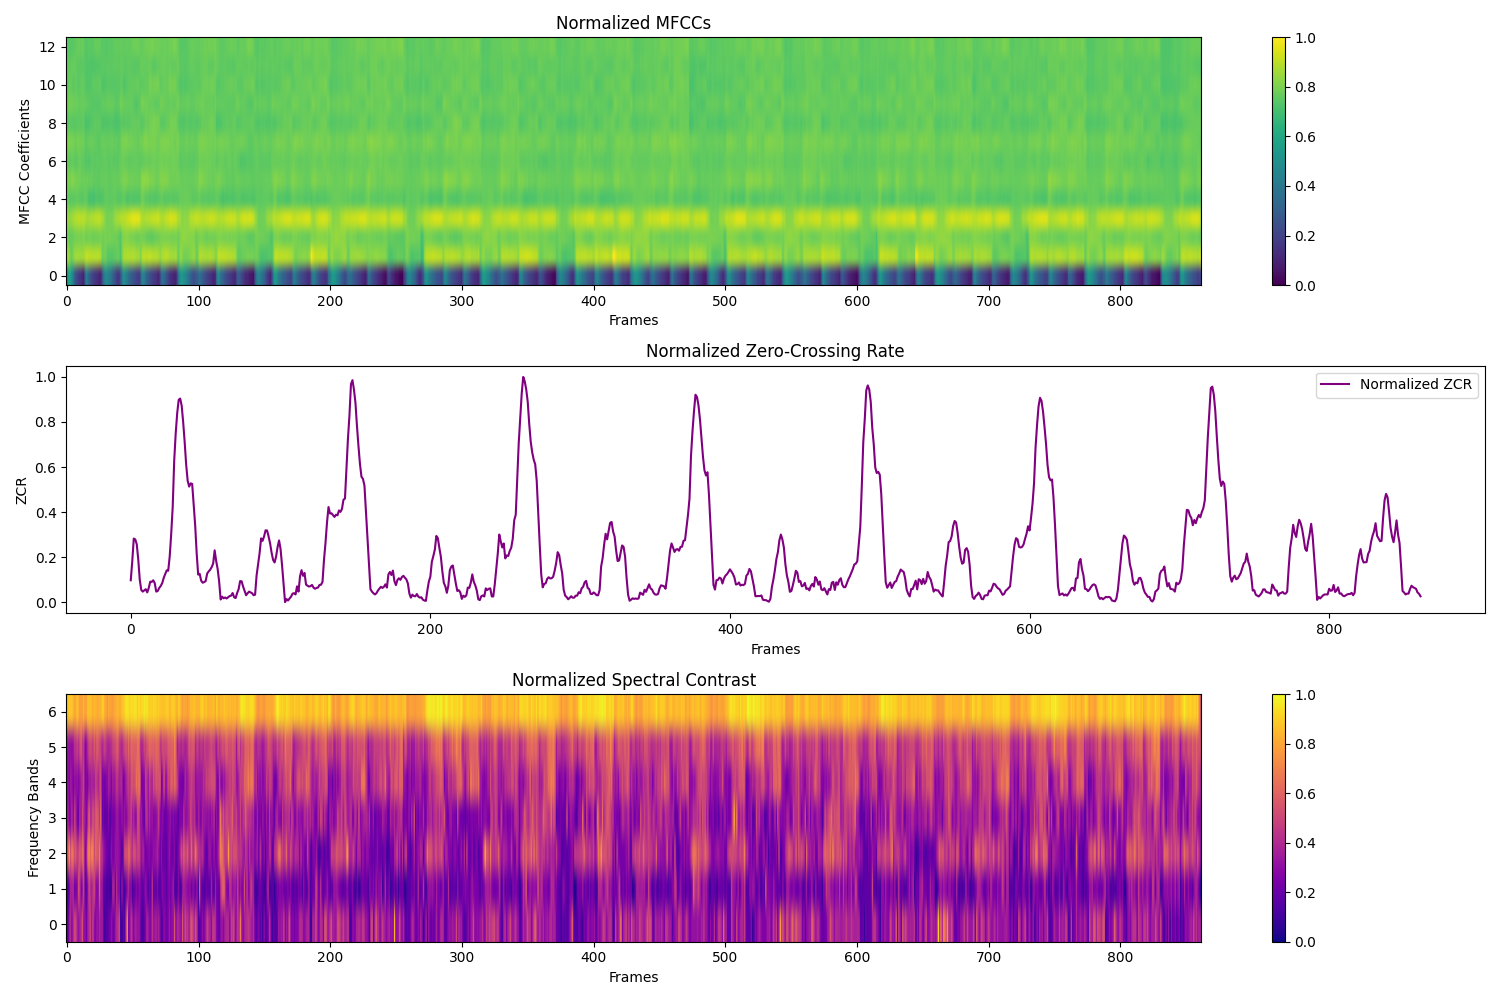 Normalized MFCCs
MFCC Coefficients
12
10
8
6
4
2
0
0 100 200 300 400 500 600 700 800
Frames
1.0
0.8
0.6
0.4
0.2
0.0
Normalized Zero-Crossing Rate
ZCR
1.0
0.8
0.6
0.4
0.2
0.0
Normalized ZCR
0 200 400 600 800
Frames
Normalized Spectral Contrast
Frequency Bands
6
5
4
3
2
1
0
0 100 200 300 400 500 600 700 800
Frames
1.0
0.8
0.6
0.4
0.2
0.0